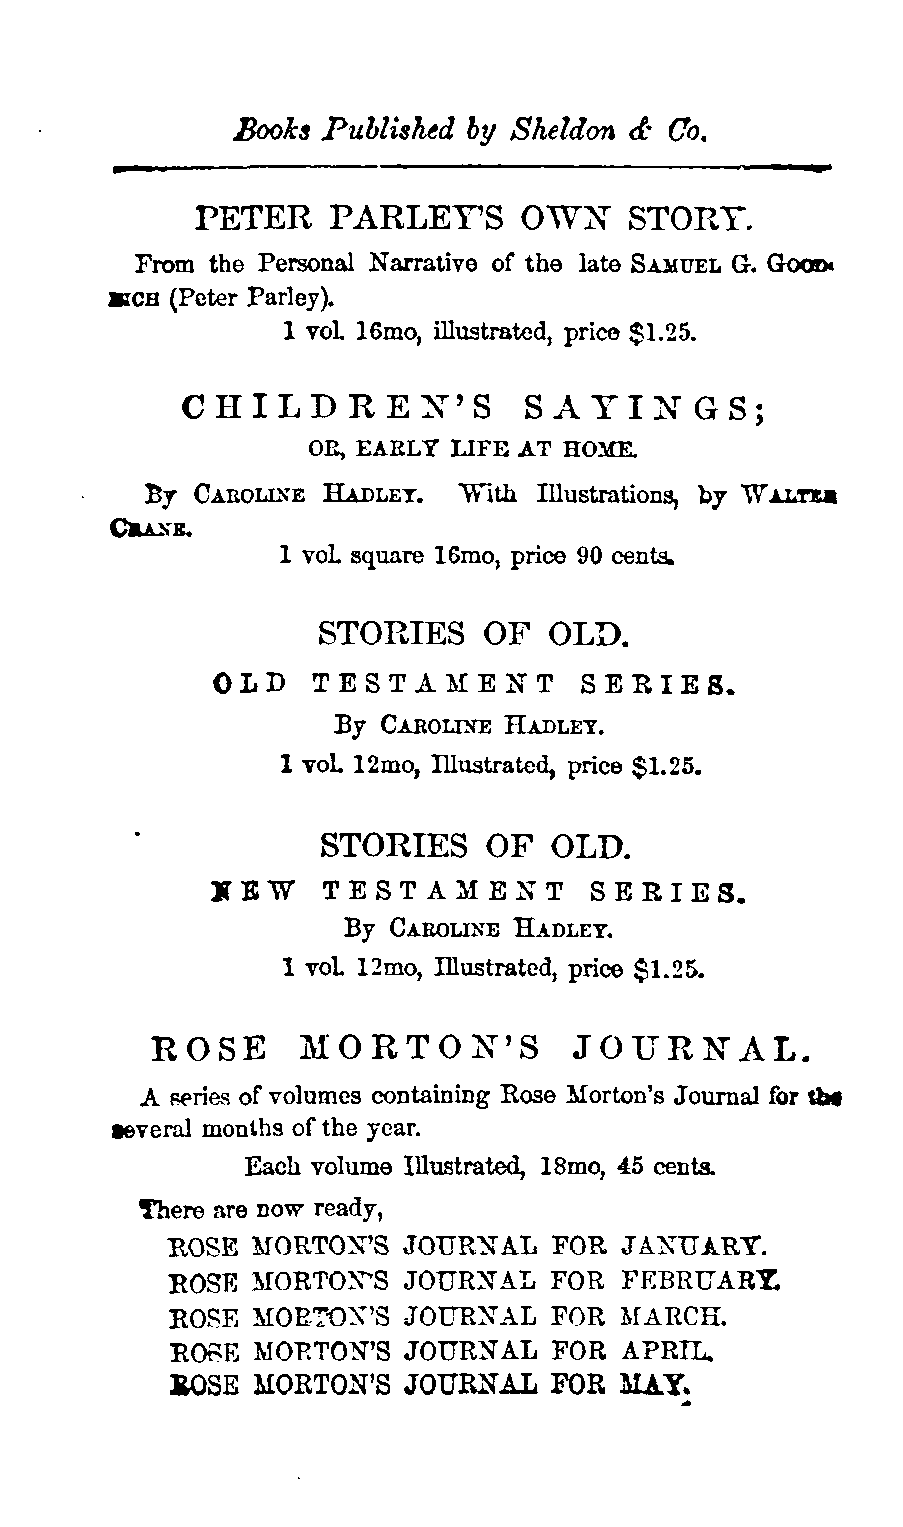 Books Published by Sheldon & Co.
PETER PARLEY'S OWN STORY.
From the Personal Narrative of the late SAMUEL G. GOOD-
RICH (Peter Parley).
1 vol. 16mo, illustrated, price $1.25.
CHILDREN'S SAYINGS;
OR, EARLY LIFE AT HOME.
By CAROLINE HADLEY. With Illustrations, by WALTER
CRANE.
1 vol. square 16mo, price 90 cents.
STORIES OF OLD.
OLD TESTAMENT SERIES.
By CAROLINE HADLEY.
1 vol. 12mo, Illustrated, price $1.25.
STORIES OF OLD.
NEW TESTAMENT SERIES.
By CAROLINE HADLEY.
1 vol. 12mo, Illustrated, price $1.25.
ROSE MORTON'S JOURNAL.
A series of volumes containing Rose Morton's Journal for the
several months of the year.
Each volume Illustrated, 18mo, 45 cents.
There are now ready,
ROSE MORTON'S JOURNAL FOR JANUARY.
ROSE MORTON'S JOURNAL FOR FEBRUARY.
ROSE MORTON'S JOURNAL FOR MARCH.
ROSE MORTON'S JOURNAL FOR APRIL.
ROSE MORTON'S JOURNAL FOR MAY.